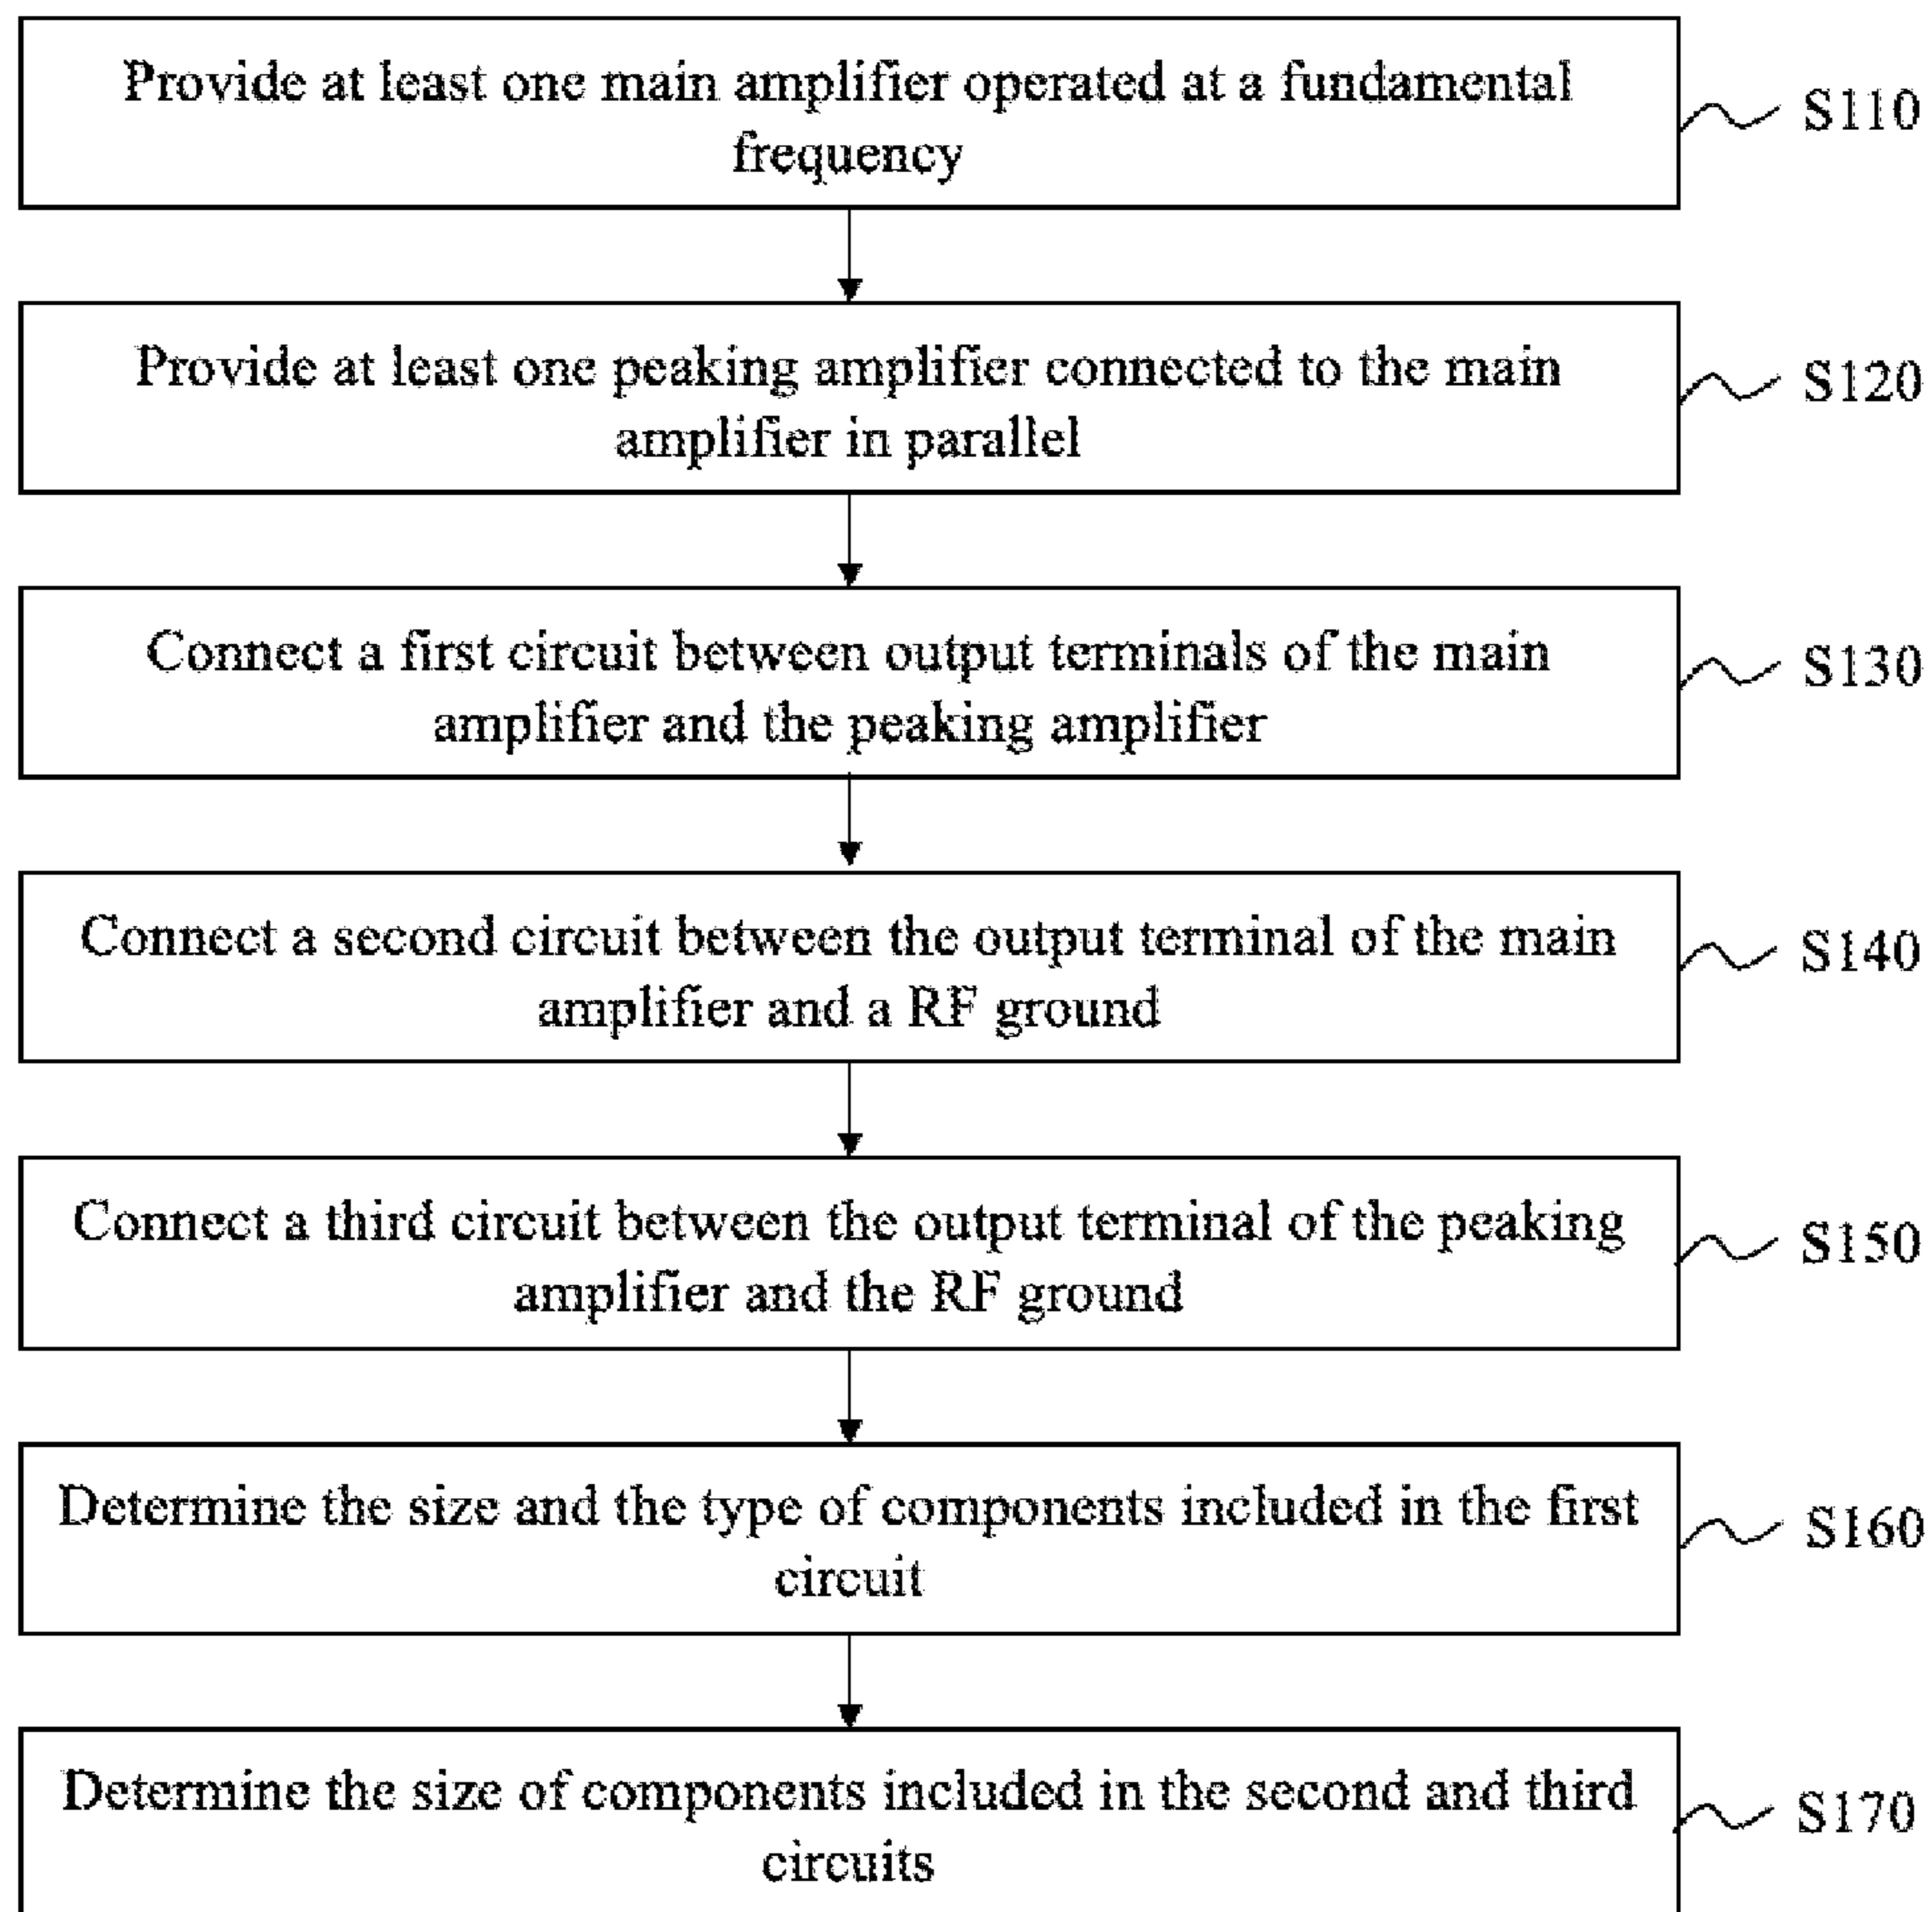 Provide at least one main amplifier operated at a fundamental
frequency
S110
Provide at least one peaking amplifier connected to the main
amplifier in parallel
S120
Connect a first circuit between output terminals of the main
amplifier and the peaking amplifier
S130
Connect a second circuit between the output terminal of the main
amplifier and a RF ground
S140
Connect a third circuit between the output terminal of the peaking
amplifier and the RF ground
S150
Determine the size and the type of components included in the first
circuit
S160
Determine the size of components included in the second and third
circuits
S170